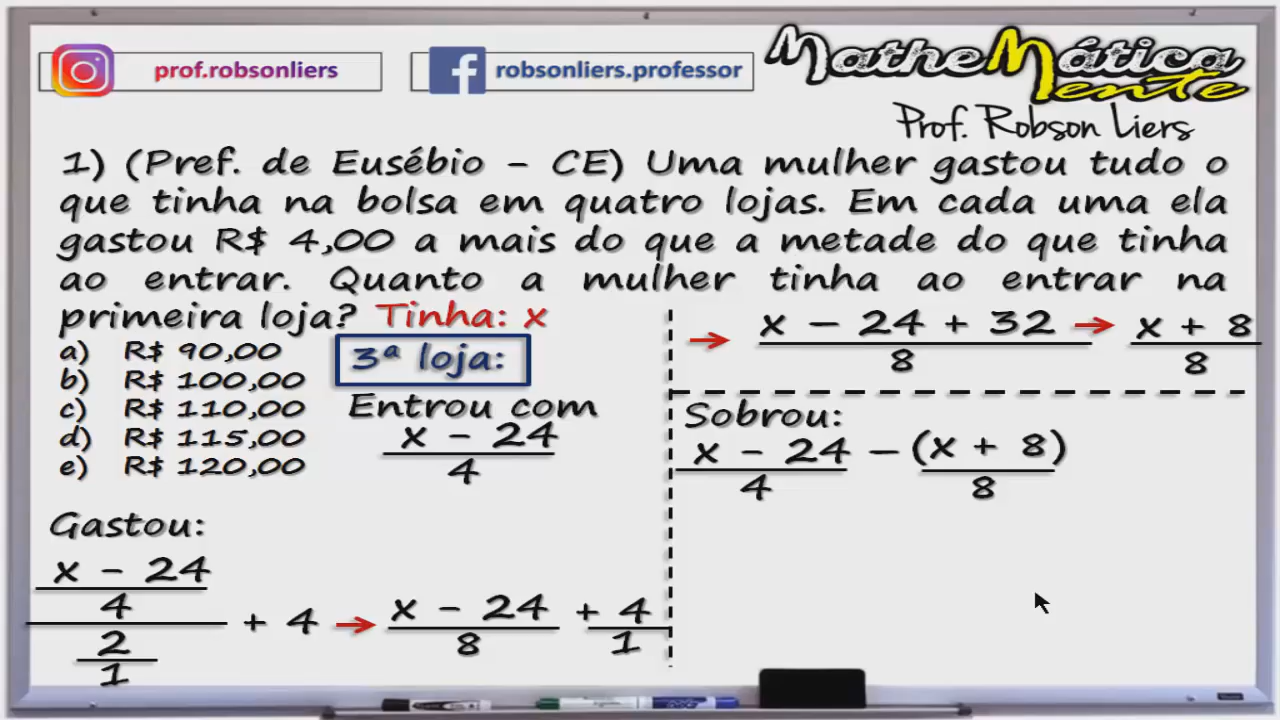 prof.robsonliers
robsonliers.professor
MatheMática
mente
Prof. Robson Liers
1) (Pref. de Eusébio - CE) Uma mulher gastou tudo o
que tinha na bolsa em quatro lojas. Em cada uma ela
gastou R$ 4,00 a mais do que a metade do que tinha
ao entrar. Quanto a mulher tinha ao entrar na
primeira loja? Tinha: x
a) R$ 90,00
b) R$ 100,00
c) R$ 110,00
d) R$ 115,00
e) R$ 120,00
3ª loja:
Entrou com
x - 24
4
Gastou:
x - 24
4
2
1
+ 4 →
x - 24
8
+ 4
1
→ x - 24 + 32 → x + 8
8 8
Sobrou:
x - 24 - (x + 8)
4 8